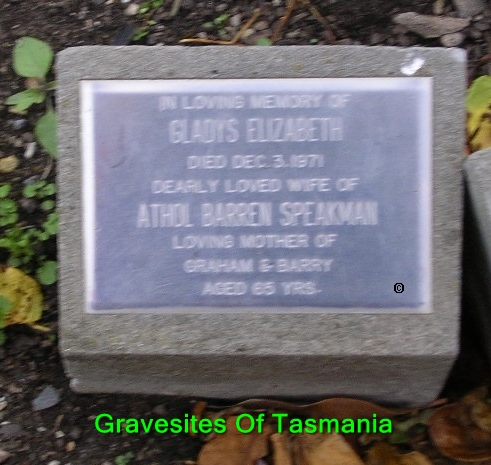 IN LOVING MEMORY OF
GLADYS ELIZABETH
DIED DEC. 3. 1971
DEARLY LOVED WIFE OF
ATHOL BARREN SPEAKMAN
LOVING MOTHER OF
GRAHAM & BARRY
AGED 65 YRS.
©
Gravesites Of Tasmania